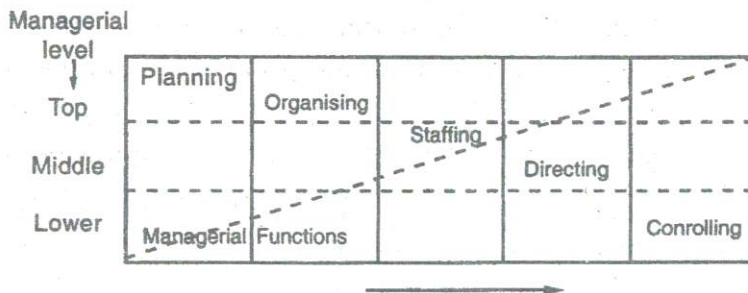 Managerial
level
Planning
Top
Organising
Staffing
Middle
Directing
Lower
Managerial Functions
Conrolling